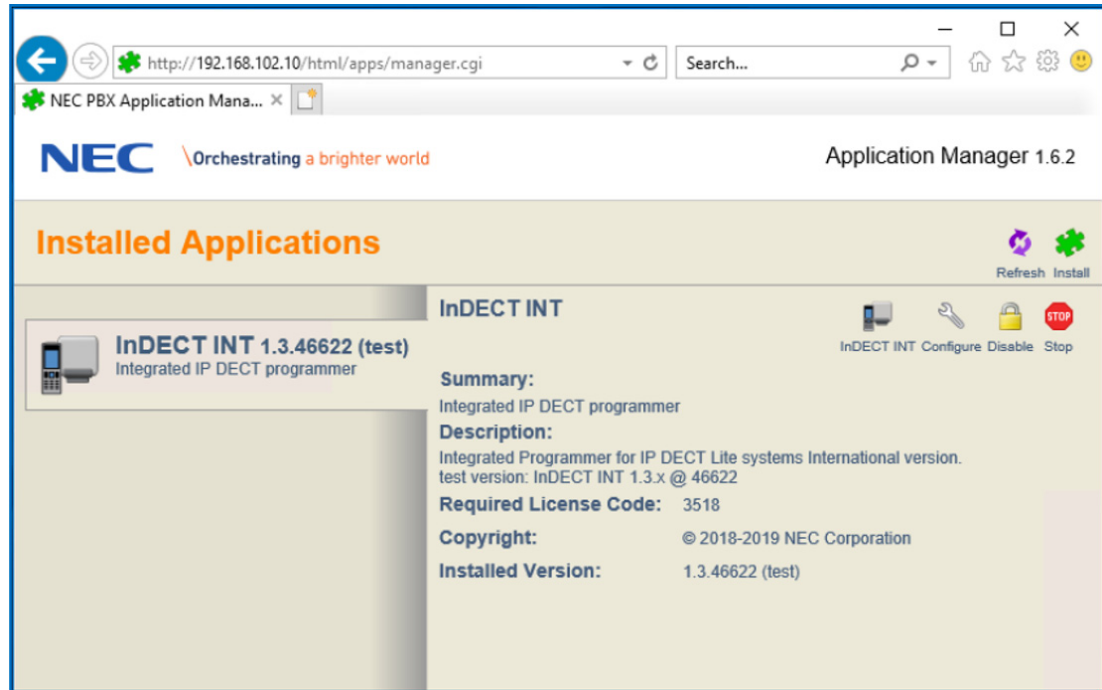 http://192.168.102.10/html/apps/manager.cgi
Search...
NEC PBX Application Mana...
NEC
\Orchestrating a brighter world
Application Manager 1.6.2
Installed Applications
Refresh Install
InDECT INT 1.3.46622 (test)
Integrated IP DECT programmer
InDECT INT
STOP
InDECT INT Configure Disable Stop
Summary:
Integrated IP DECT programmer
Description:
Integrated Programmer for IP DECT Lite systems International version.
test version: InDECT INT 1.3.x @ 46622
Required License Code: 3518
Copyright: © 2018-2019 NEC Corporation
Installed Version: 1.3.46622 (test)